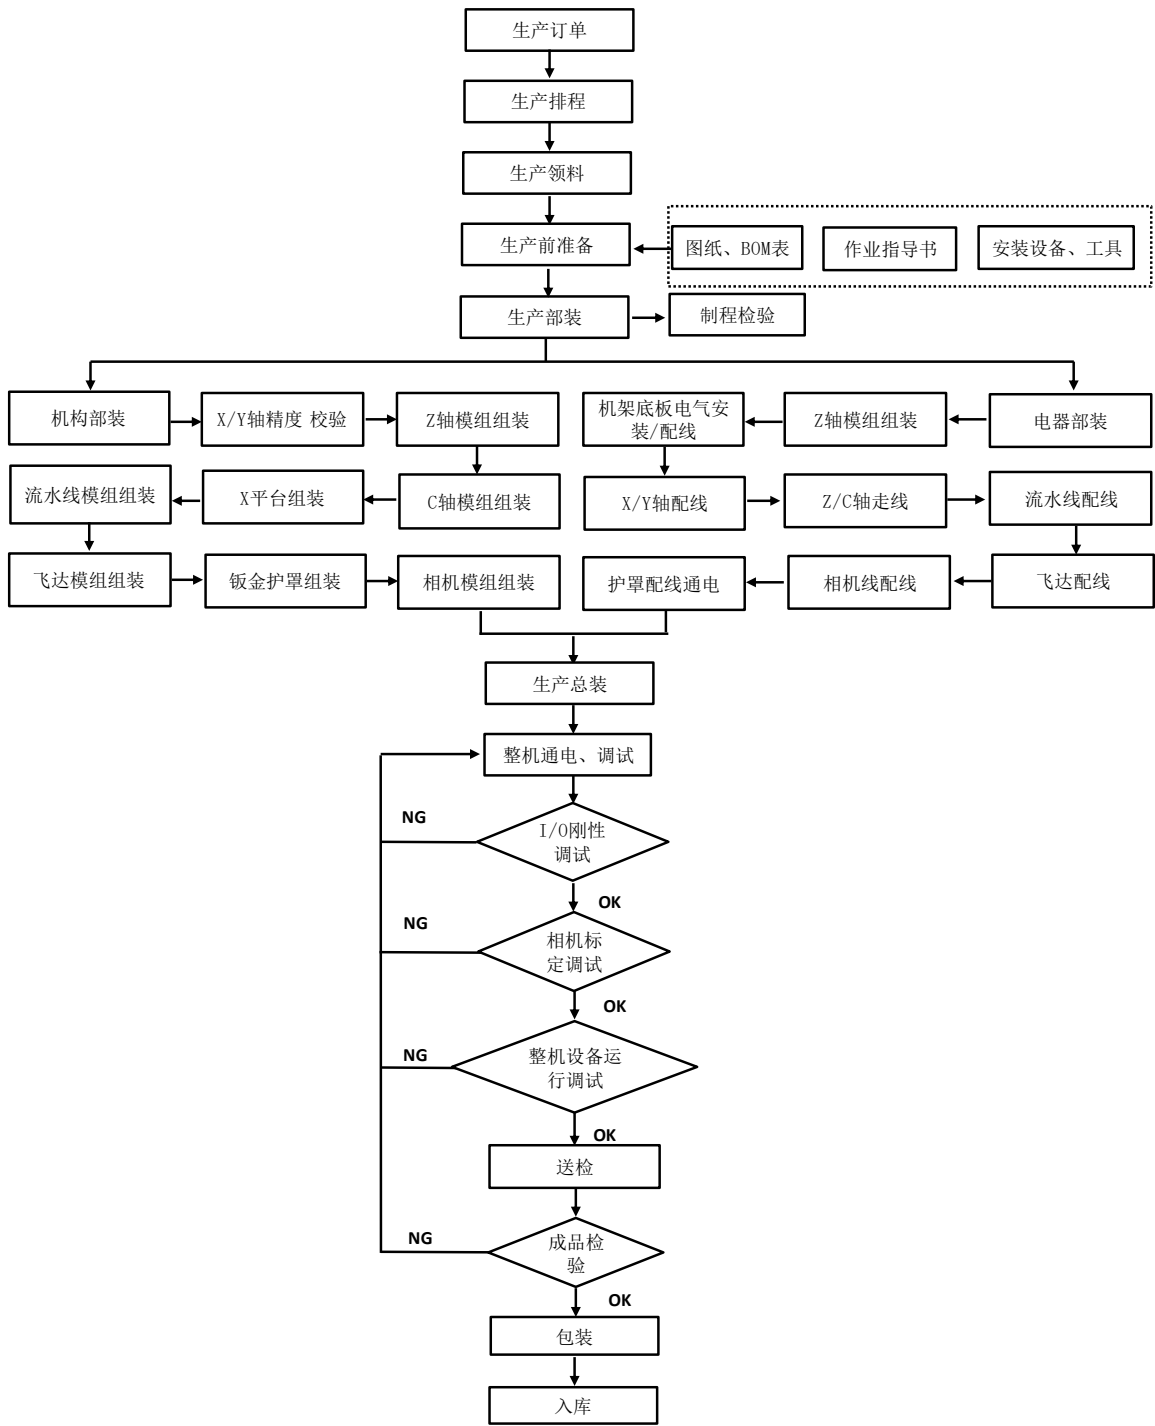 生产订单
生产排程
生产领料
生产前准备
图纸、BOM表
作业指导书
安装设备、工具
生产部装
制程检验
机构部装
X/Y轴精度 校验
Z轴模组组装
机架底板电气安
装/配线
Z轴模组组装
电器部装
流水线模组组装
X平台组装
C轴模组组装
X/Y轴配线
Z/C轴走线
流水线配线
飞达模组组装
钣金护罩组装
相机模组组装
护罩配线通电
相机线配线
飞达配线
生产总装
整机通电、调试
NG
I/O刚性
调试
OK
NG
相机标
定调试
OK
NG
整机设备运
行调试
OK
送检
NG
成品检
验
OK
包装
入库